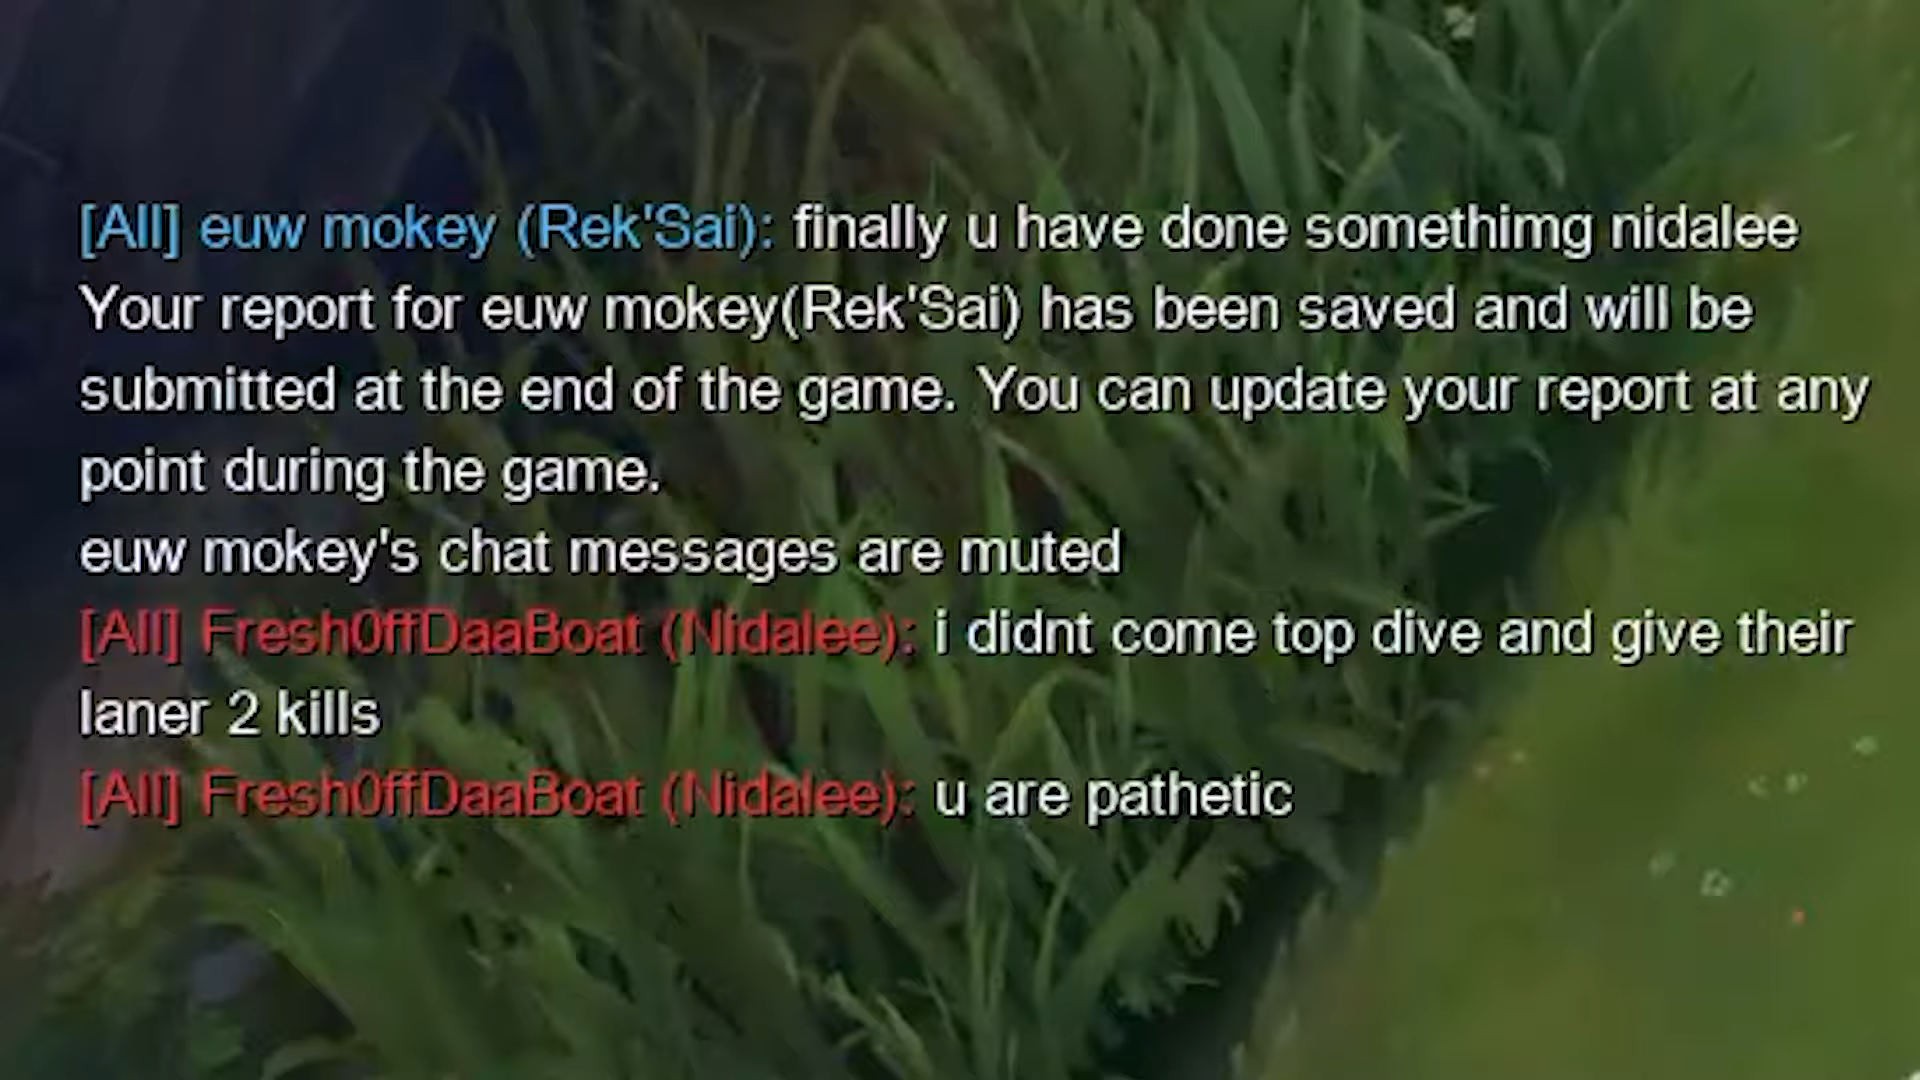 [All] euw mokey (Rek'Sai): finally u have done somethimg nidalee
Your report for euw mokey(Rek'Sai) has been saved and will be
submitted at the end of the game. You can update your report at any
point during the game.
euw mokey's chat messages are muted
[All] Fresh0ffDaaBoat (Nidalee): i didnt come top dive and give their
laner 2 kills
[All] Fresh0ffDaaBoat (Nidalee): u are pathetic